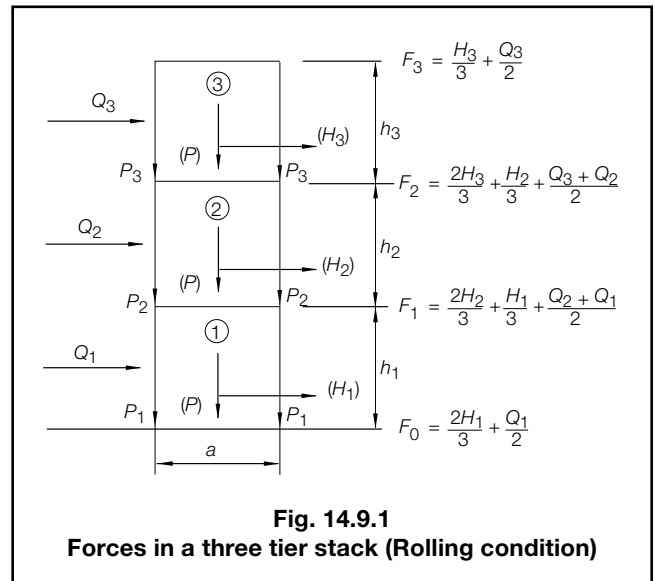 F3 = H3/3 + Q3/2
③
Q3
(H3)
h3
(P)
P3
P3
F2 = 2H3/3 + H2/3 + (Q3 + Q2)/2
②
Q2
(H2)
h2
(P)
P2
P2
F1 = 2H2/3 + H1/3 + (Q2 + Q1)/2
①
Q1
(H1)
h1
(P)
P1
P1
F0 = 2H1/3 + Q1/2
a
Fig. 14.9.1
Forces in a three tier stack (Rolling condition)